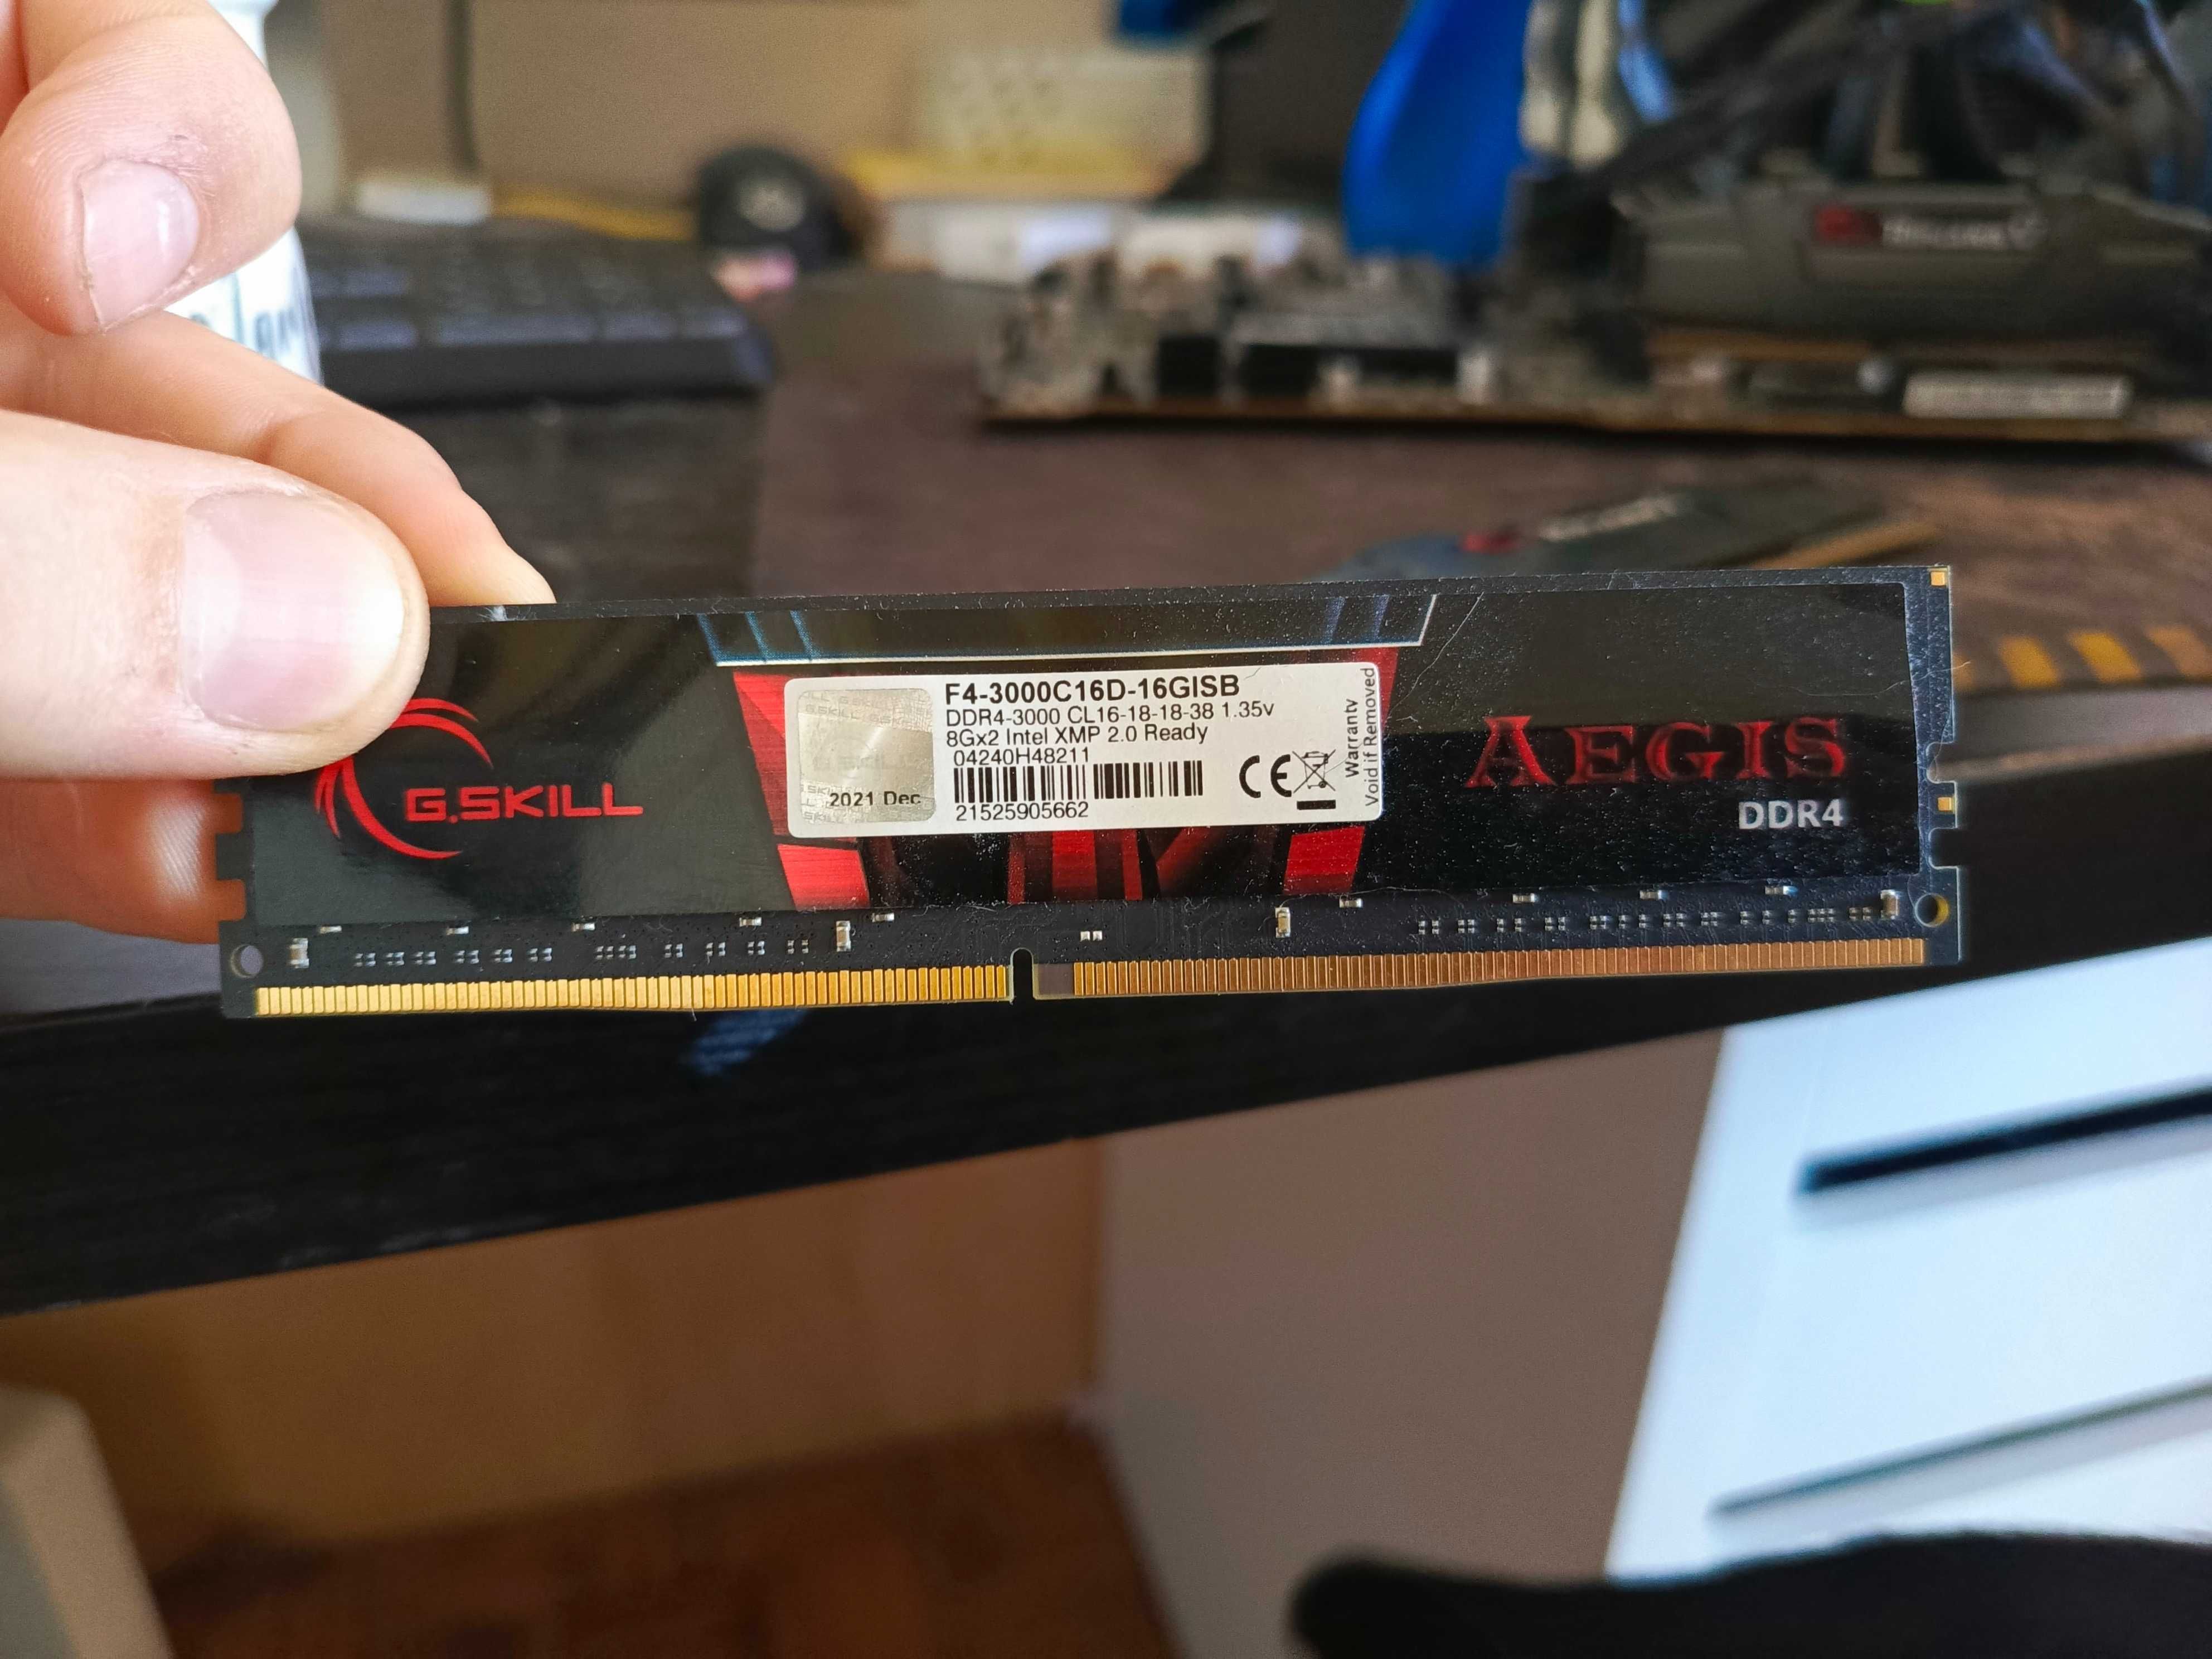 G.SKILL
F4-3000C16D-16GISB
DDR4-3000 CL16-18-18-38 1.35v
8Gx2 Intel XMP 2.0 Ready
04240H48211
21525905662
2021 Dec
CE
Warranty
Void if Removed
AEGIS
DDR4